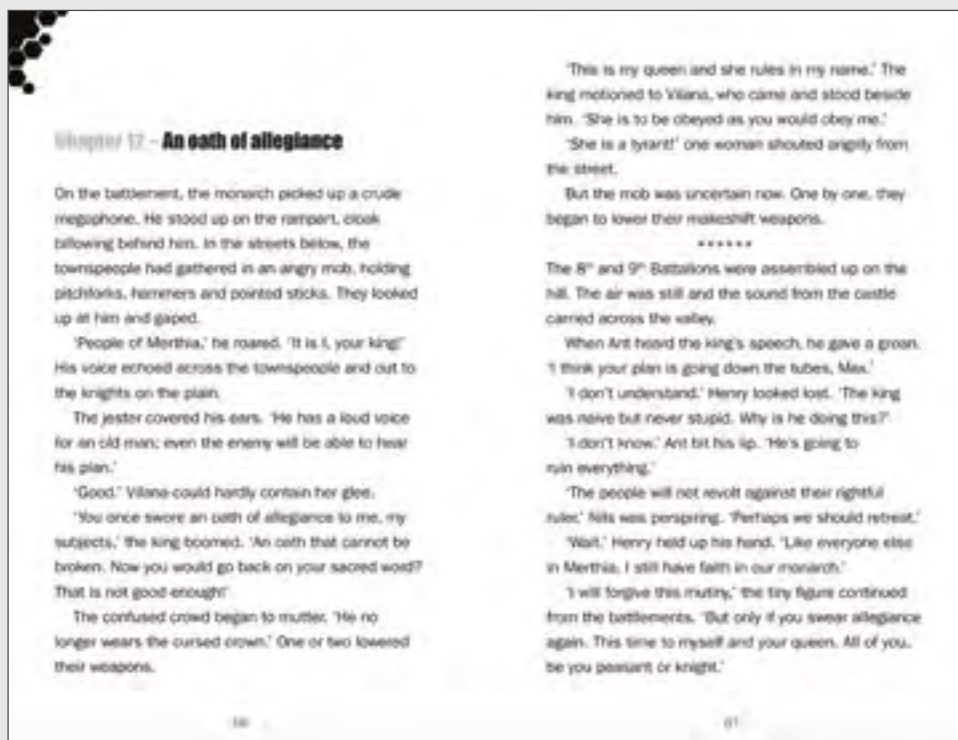 Chapter 17 – An oath of allegiance
On the battlement, the monarch picked up a crude
megaphone. He stood up on the rampart, cloak
billowing behind him. In the streets below, the
townspeople had gathered in an angry mob, holding
pitchforks, hammers and pointed sticks. They looked
up at him and gaped.
‘People of Merthia,’ he roared. ‘It is I, your king!’
His voice echoed across the townspeople and out to
the knights on the plain.
The jester covered his ears. ‘He has a loud voice
for an old man; even the enemy will be able to hear
his plan.’
‘Good.’ Vilana could hardly contain her glee.
‘You once swore an oath of allegiance to me, my
subjects,’ the king boomed. ‘An oath that cannot be
broken. Now you would go back on your sacred word?
That is not good enough!’
The confused crowd began to mutter. ‘He no
longer wears the cursed crown.’ One or two lowered
their weapons.
‘This is my queen and she rules in my name.’ The
king motioned to Vilana, who came and stood beside
him. ‘She is to be obeyed as you would obey me.’
‘She is a tyrant!’ one woman shouted angrily from
the street.
But the mob was uncertain now. One by one, they
began to lower their makeshift weapons.
******
The 8th and 9th Battalions were assembled up on the
hill. The air was still and the sound from the castle
carried across the valley.
When Ant heard the king’s speech, he gave a groan.
‘I think your plan is going down the tubes, Max.’
‘I don’t understand.’ Henry looked lost. ‘The king
was naive but never stupid. Why is he doing this?’
‘I don’t know.’ Ant bit his lip. ‘He’s going to
ruin everything.’
‘The people will not revolt against their rightful
ruler.’ Nils was perspiring. ‘Perhaps we should retreat.’
‘Wait.’ Henry held up his hand. ‘Like everyone else
in Merthia, I still have faith in our monarch.’
‘I will forgive this mutiny,’ the tiny figure continued
from the battlements. ‘But only if you swear allegiance
again. This time to myself and your queen. All of you,
be you peasant or knight.’